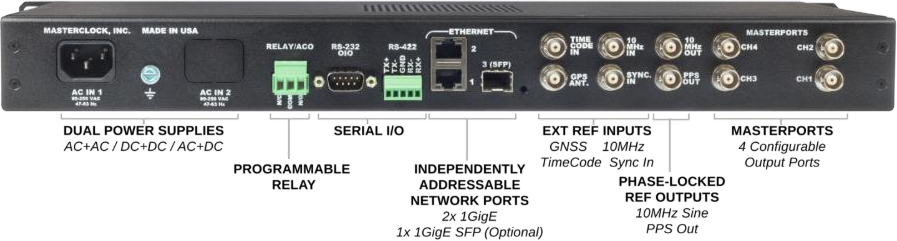 MASTERCLOCK, INC. MADE IN USA
AC IN 1
90-250 VAC
47-63 Hz
AC IN 2
90-250 VAC
47-63 Hz
RELAY/ACO
N/C COM N/O
RS-232
OIO
RS-422
TX+ TX- GND RX- RX+
ETHERNET
2
1
3 (SFP)
TIME
CODE
IN
10
MHz
IN
GPS
ANT.
SYNC.
IN
10
MHz
OUT
PPS
OUT
MASTERPORTS
CH4
CH2
CH3
CH1
DUAL POWER SUPPLIES
AC+AC / DC+DC / AC+DC
PROGRAMMABLE
RELAY
SERIAL I/O
INDEPENDENTLY
ADDRESSABLE
NETWORK PORTS
2x 1GigE
1x 1GigE SFP (Optional)
EXT REF INPUTS
GNSS 10MHz
TimeCode Sync In
PHASE-LOCKED
REF OUTPUTS
10MHz Sine
PPS Out
MASTERPORTS
4 Configurable
Output Ports